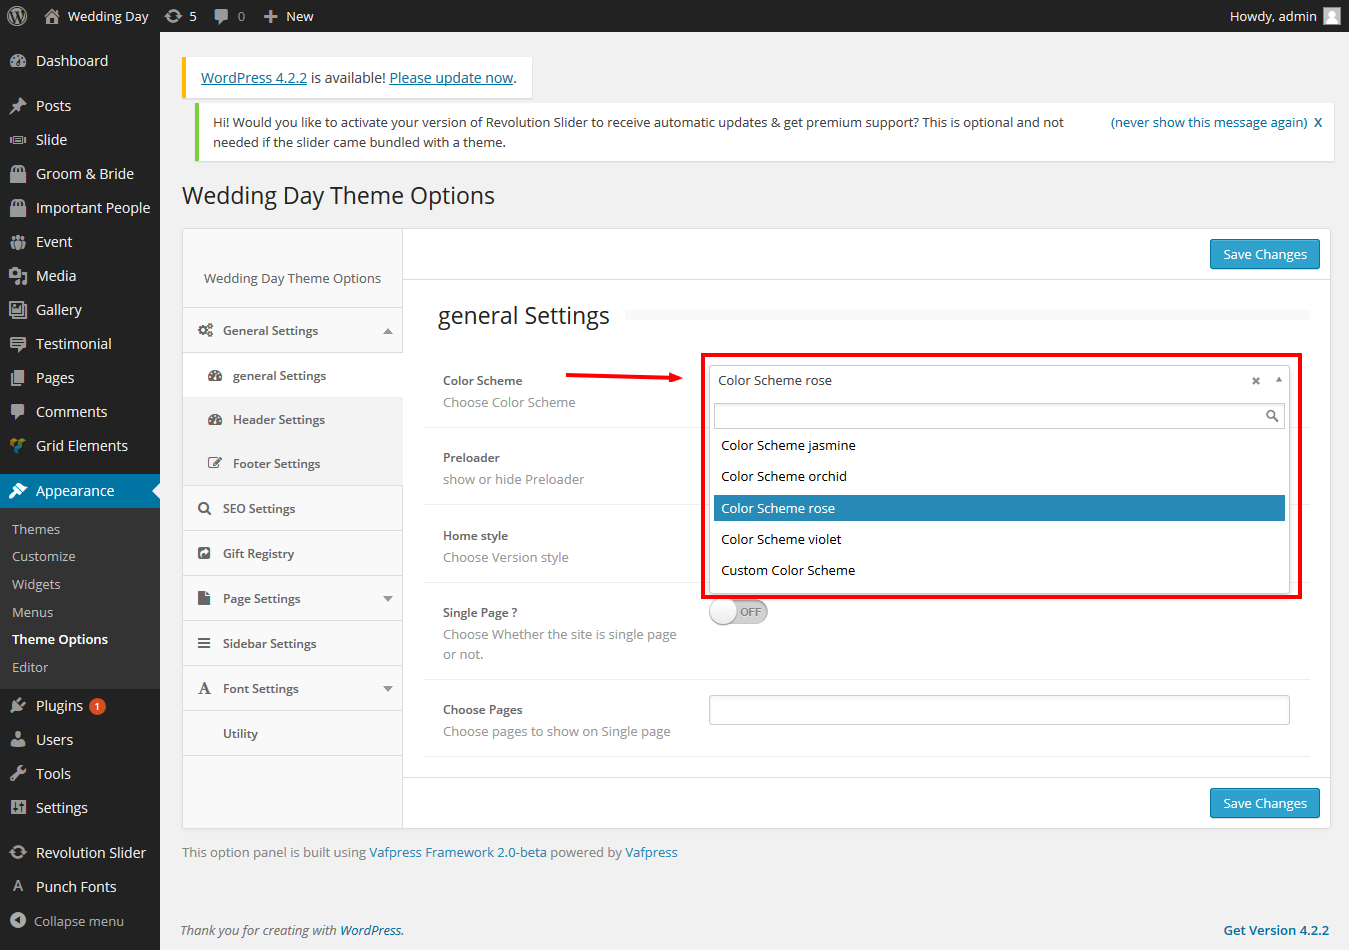 Wedding Day 5 0 New Howdy, admin
Dashboard
Posts
Slide
Groom & Bride
Important People
Event
Media
Gallery
Testimonial
Pages
Comments
Grid Elements
Appearance
Themes
Customize
Widgets
Menus
Theme Options
Editor
Plugins 1
Users
Tools
Settings
Revolution Slider
Punch Fonts
Collapse menu
WordPress 4.2.2 is available! Please update now.
Hi! Would you like to activate your version of Revolution Slider to receive automatic updates & get premium support? This is optional and not
needed if the slider came bundled with a theme.
(never show this message again) X
Wedding Day Theme Options
Wedding Day Theme Options
General Settings
general Settings
Header Settings
Footer Settings
SEO Settings
Gift Registry
Page Settings
Sidebar Settings
Font Settings
Utility
Save Changes
general Settings
Color Scheme
Choose Color Scheme
Color Scheme rose
Color Scheme jasmine
Color Scheme orchid
Color Scheme rose
Color Scheme violet
Custom Color Scheme
Preloader
show or hide Preloader
Home style
Choose Version style
Single Page ?
Choose Whether the site is single page
or not.
OFF
Choose Pages
Choose pages to show on Single page
Save Changes
This option panel is built using Vafpress Framework 2.0-beta powered by Vafpress
Thank you for creating with WordPress.
Get Version 4.2.2